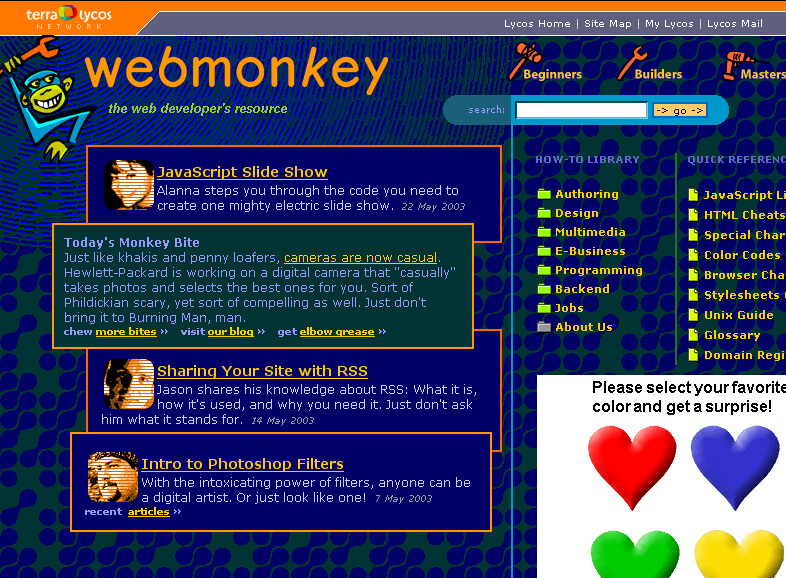 terra lycos
NETWORK
Lycos Home | Site Map | My Lycos | Lycos Mail
webmonkey
the web developer's resource
Beginners
Builders
Masters
search:
-> go ->
JavaScript Slide Show
Alanna steps you through the code you need to
create one mighty electric slide show. 22 May 2003
Today's Monkey Bite
Just like khakis and penny loafers, cameras are now casual.
Hewlett-Packard is working on a digital camera that "casually"
takes photos and selects the best ones for you. Sort of
Phildickian scary, yet sort of compelling as well. Just don't
bring it to Burning Man, man.
chew more bites ›› visit our blog ›› get elbow grease ››
Sharing Your Site with RSS
Jason shares his knowledge about RSS: What it is,
how it's used, and why you need it. Just don't ask
him what it stands for. 14 May 2003
Intro to Photoshop Filters
With the intoxicating power of filters, anyone can be
a digital artist. Or just look like one! 7 May 2003
recent articles ››
HOW-TO LIBRARY
Authoring
Design
Multimedia
E-Business
Programming
Backend
Jobs
About Us
QUICK REFERENC
JavaScript Li
HTML Cheats
Special Char
Color Codes
Browser Cha
Stylesheets
Unix Guide
Glossary
Domain Regi
Please select your favorite
color and get a surprise!